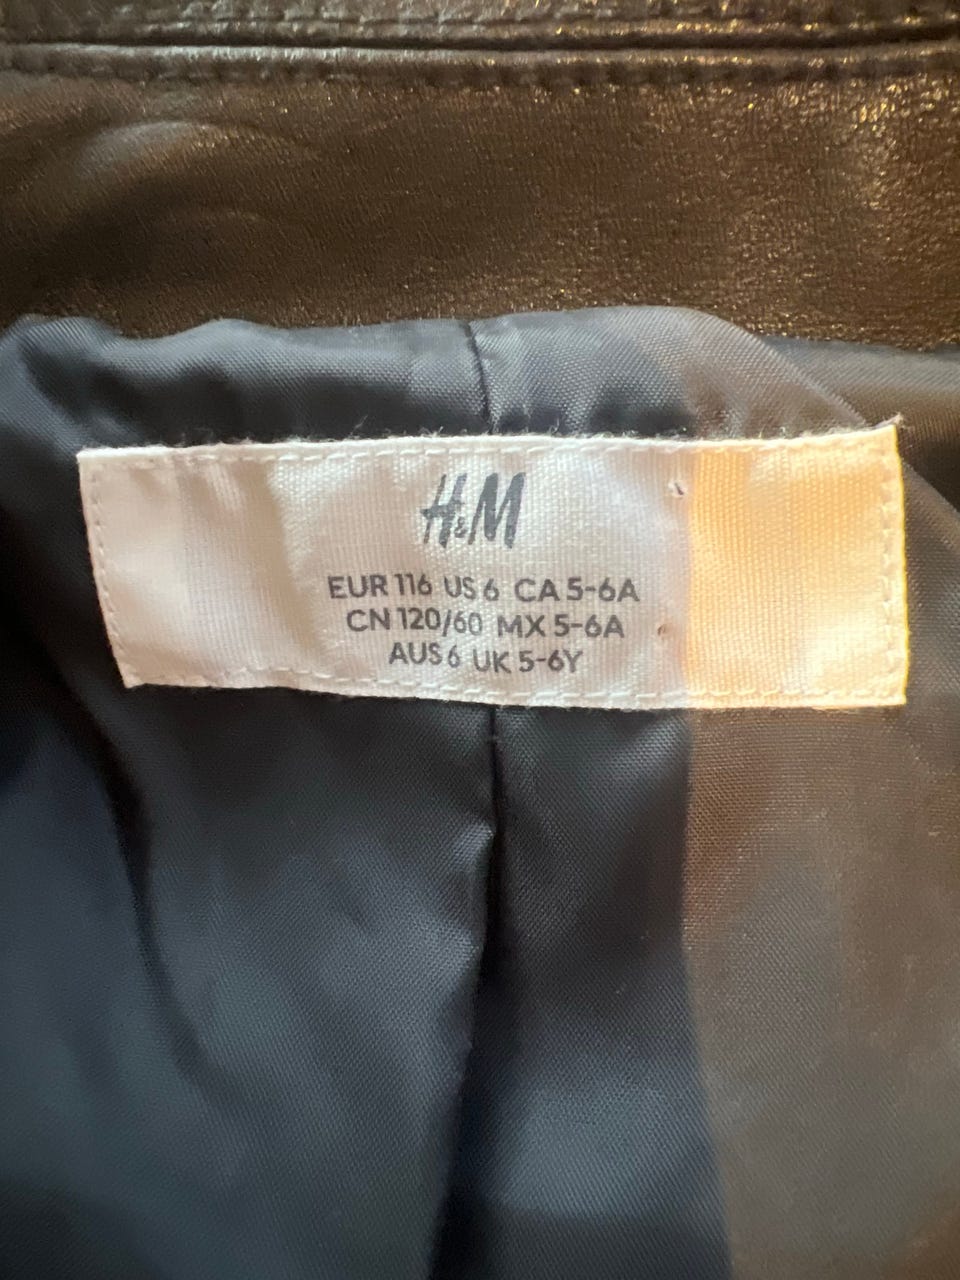 H&M
EUR 116 US 6 CA 5-6A
CN 120/60 MX 5-6A
AUS 6 UK 5-6Y